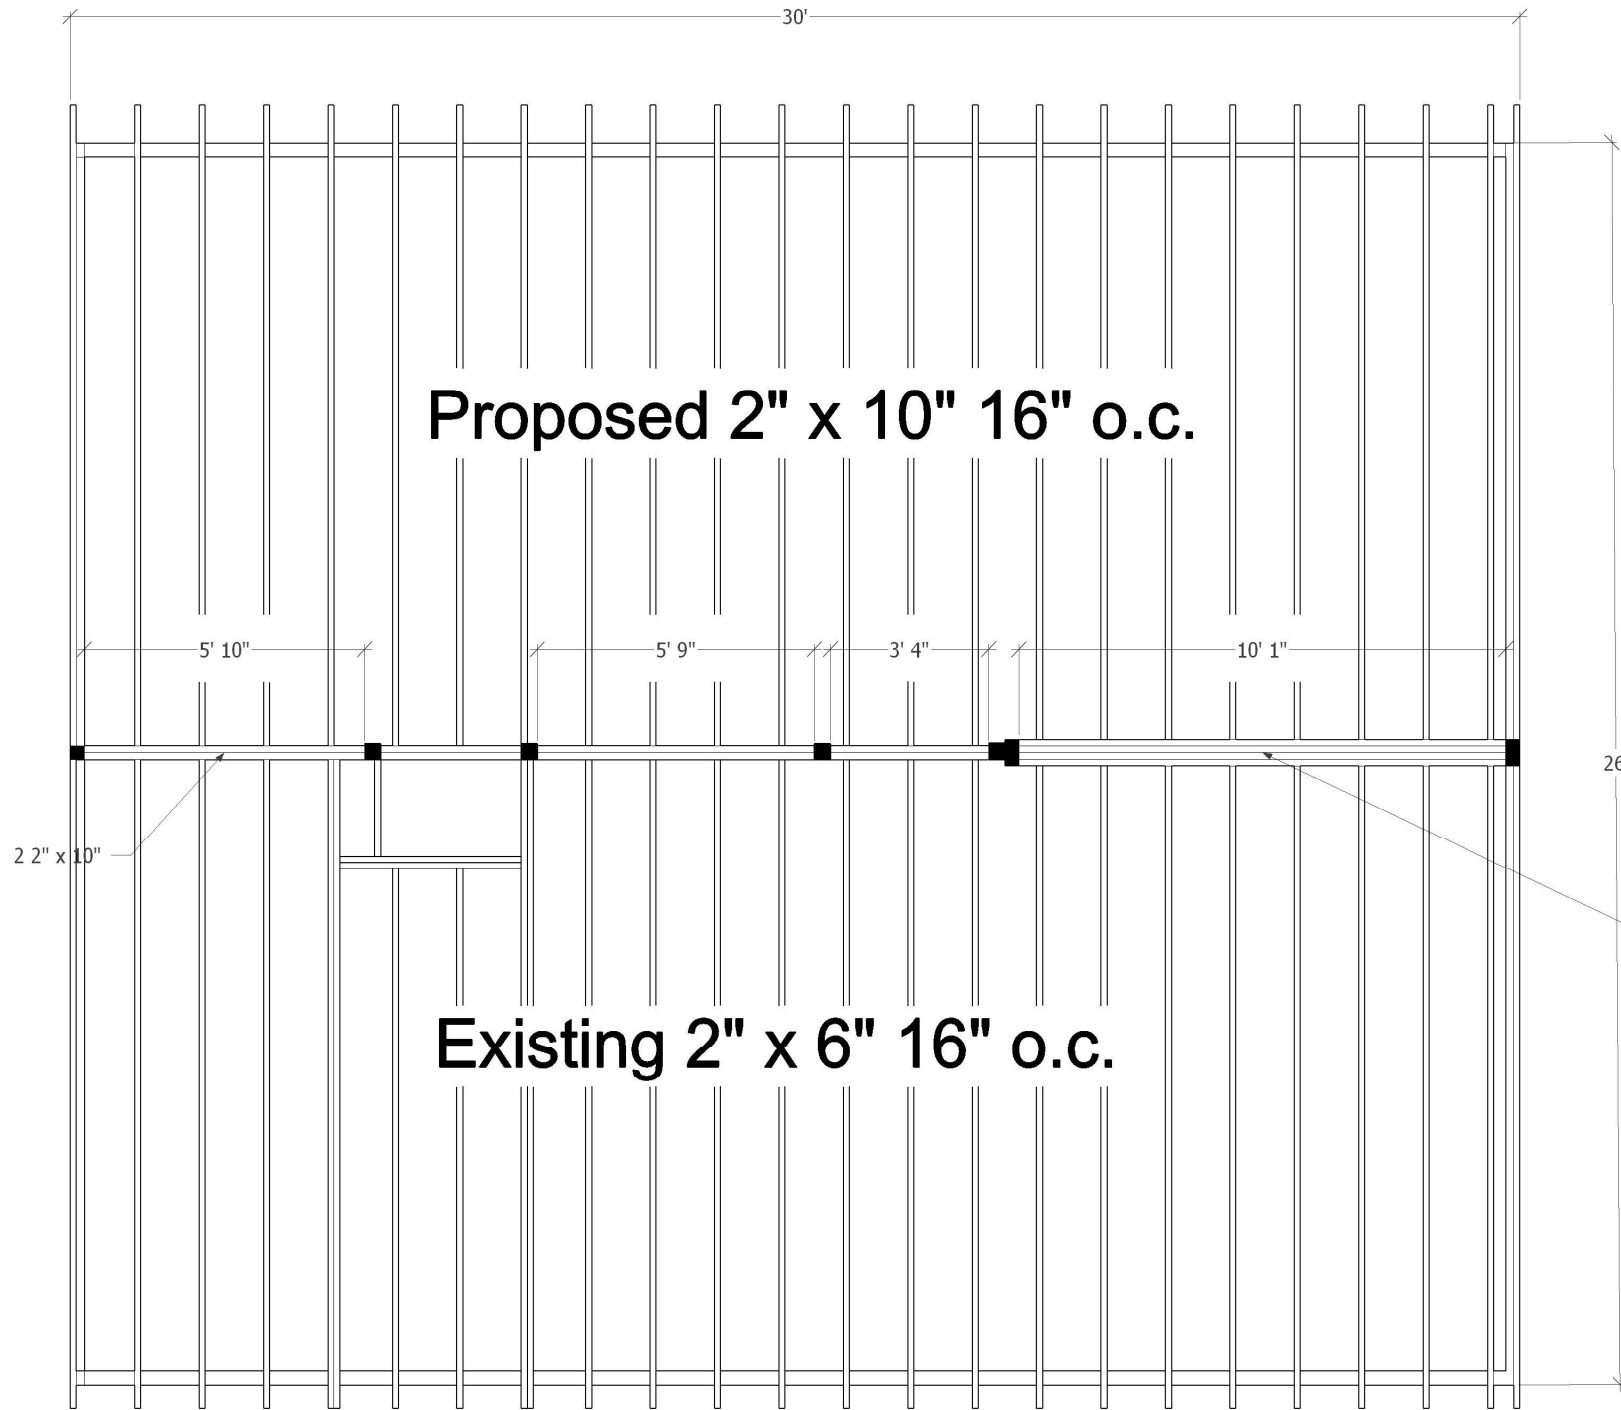 30'
Proposed 2" x 10" 16" o.c.
5' 10"
5' 9"
3' 4"
10' 1"
26
2 2" x 10"
Existing 2" x 6" 16" o.c.